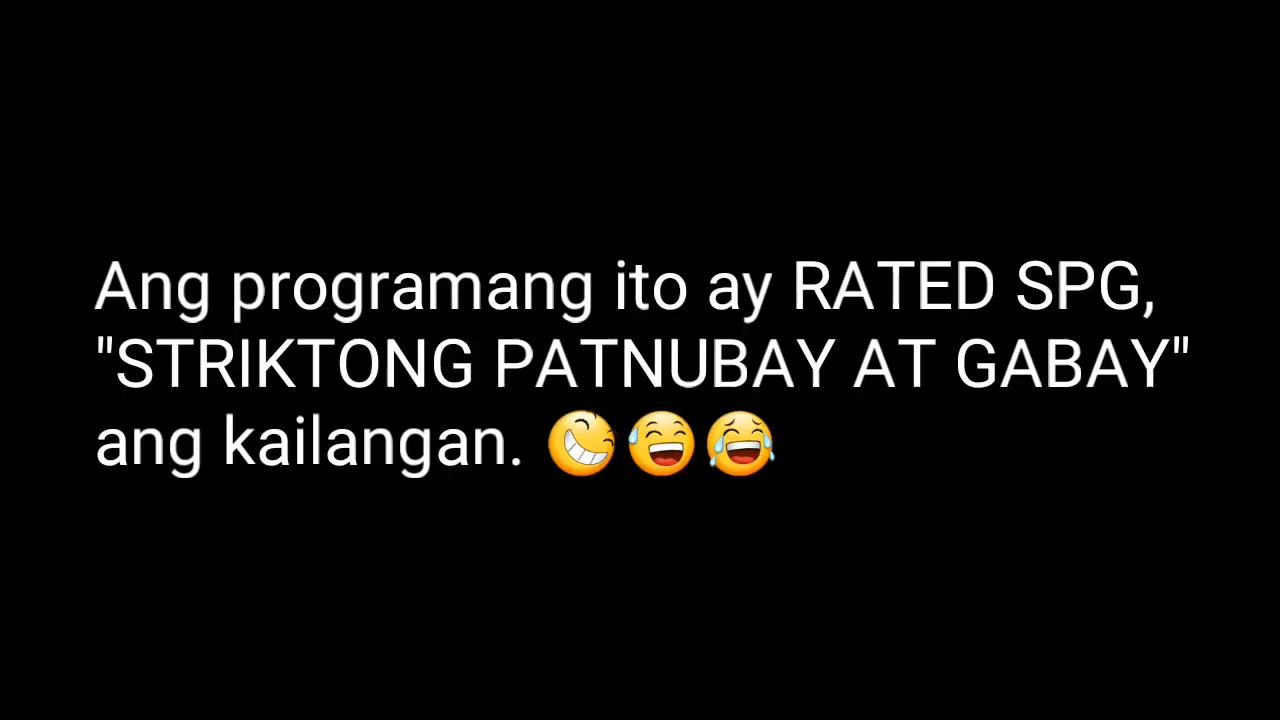 Ang programang ito ay RATED SPG,
"STRIKTONG PATNUBAY AT GABAY"
ang kailangan. 😆😅😂